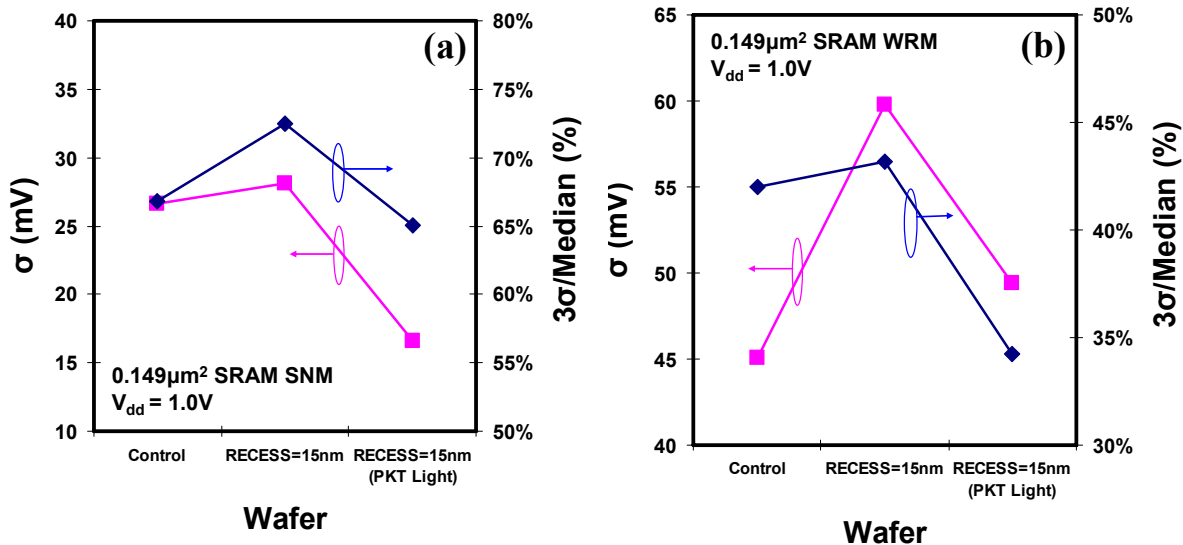 (a)
0.149μm² SRAM SNM
V_dd = 1.0V
σ (mV)
40
35
30
25
20
15
10
3σ/Median (%)
80%
75%
70%
65%
60%
55%
50%
Control
RECESS=15nm
RECESS=15nm
(PKT Light)
Wafer
(b)
0.149μm² SRAM WRM
V_dd = 1.0V
σ (mV)
65
60
55
50
45
40
3σ/Median (%)
50%
45%
40%
35%
30%
Control
RECESS=15nm
RECESS=15nm
(PKT Light)
Wafer